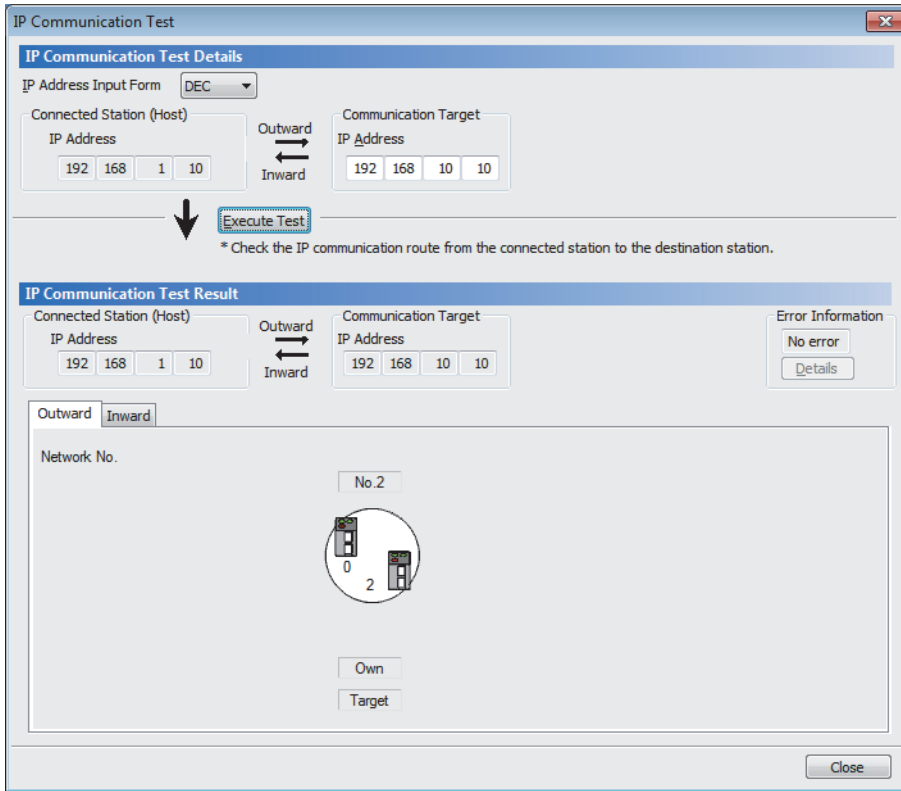 IP Communication Test
IP Communication Test Details
IP Address Input Form DEC
Connected Station (Host) Outward Communication Target
IP Address IP Address
192 168 1 10 Inward 192 168 10 10
Execute Test
* Check the IP communication route from the connected station to the destination station.
IP Communication Test Result
Connected Station (Host) Outward Communication Target Error Information
IP Address IP Address No error
192 168 1 10 Inward 192 168 10 10 Details
Outward Inward
Network No.
No.2
0
2
Own
Target
Close